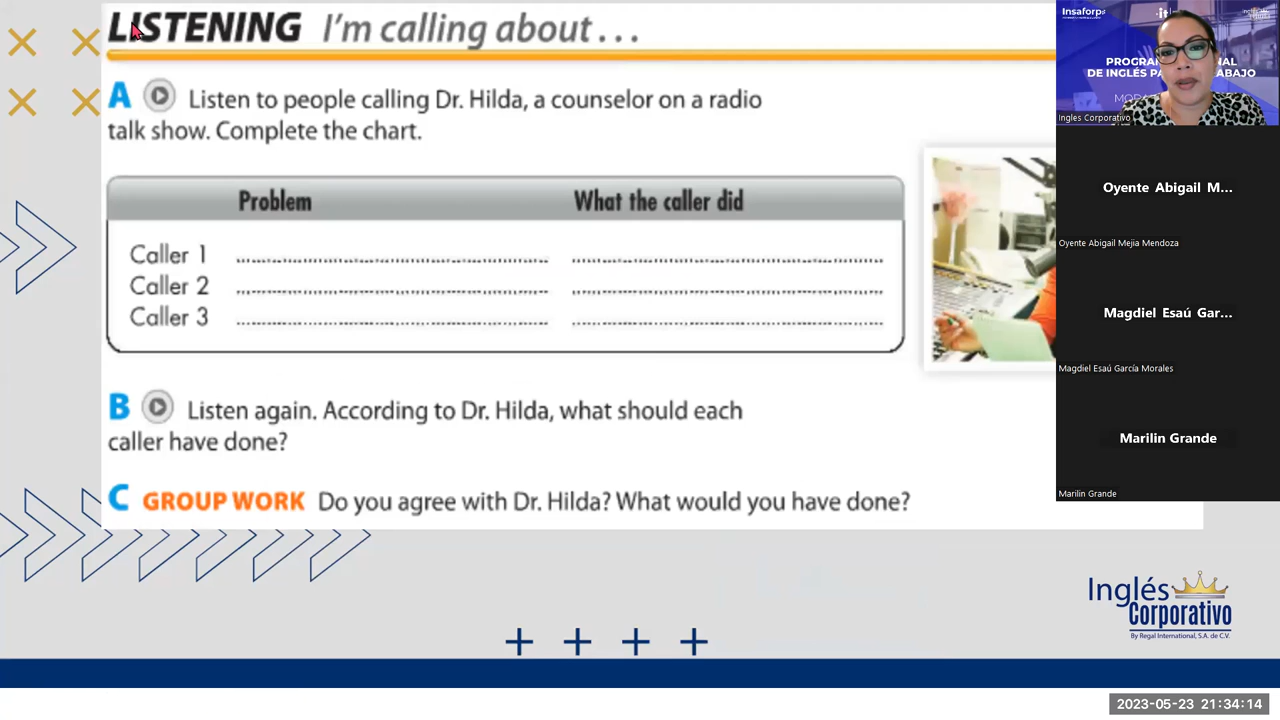 LISTENING I'm calling about . . .
A Listen to people calling Dr. Hilda, a counselor on a radio
talk show. Complete the chart.
Problem What the caller did
Caller 1
Caller 2
Caller 3
B Listen again. According to Dr. Hilda, what should each
caller have done?
C GROUP WORK Do you agree with Dr. Hilda? What would you have done?
Insaforp
Ingles Corporativo
Oyente Abigail M...
Oyente Abigail Mejia Mendoza
Magdiel Esaú Gar...
Magdiel Esaú García Morales
Marilin Grande
Marilin Grande
Inglés
Corporativo
By Regal International, S.A. de C.V.
2023-05-23 21:34:14